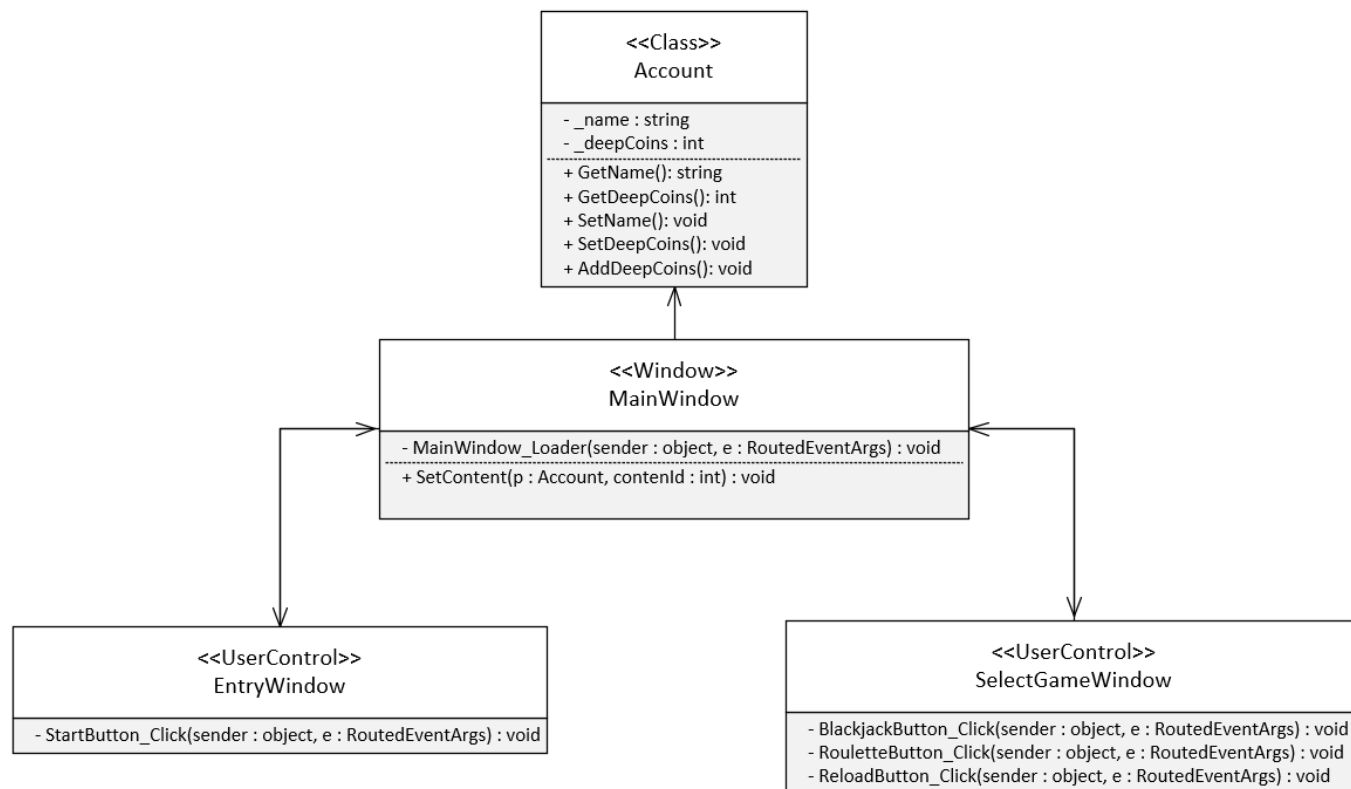 <<Class>>
Account
- _name : string
- _deepCoins : int
+ GetName(): string
+ GetDeepCoins(): int
+ SetName(): void
+ SetDeepCoins(): void
+ AddDeepCoins(): void
<<Window>>
MainWindow
- MainWindow_Loader(sender : object, e : RoutedEventArgs) : void
+ SetContent(p : Account, contenId : int) : void
<<UserControl>>
EntryWindow
- StartButton_Click(sender : object, e : RoutedEventArgs) : void
<<UserControl>>
SelectGameWindow
- BlackjackButton_Click(sender : object, e : RoutedEventArgs) : void
- RouletteButton_Click(sender : object, e : RoutedEventArgs) : void
- ReloadButton_Click(sender : object, e : RoutedEventArgs) : void